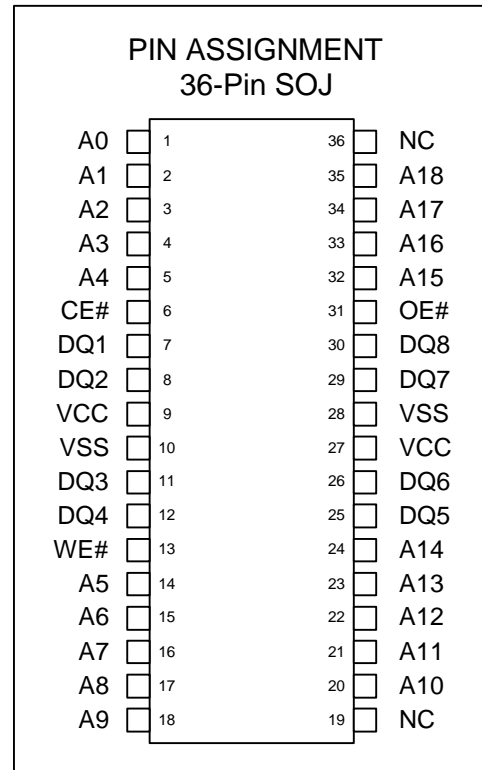 PIN ASSIGNMENT
36-Pin SOJ
A0 1 36 NC
A1 2 35 A18
A2 3 34 A17
A3 4 33 A16
A4 5 32 A15
CE# 6 31 OE#
DQ1 7 30 DQ8
DQ2 8 29 DQ7
VCC 9 28 VSS
VSS 10 27 VCC
DQ3 11 26 DQ6
DQ4 12 25 DQ5
WE# 13 24 A14
A5 14 23 A13
A6 15 22 A12
A7 16 21 A11
A8 17 20 A10
A9 18 19 NC